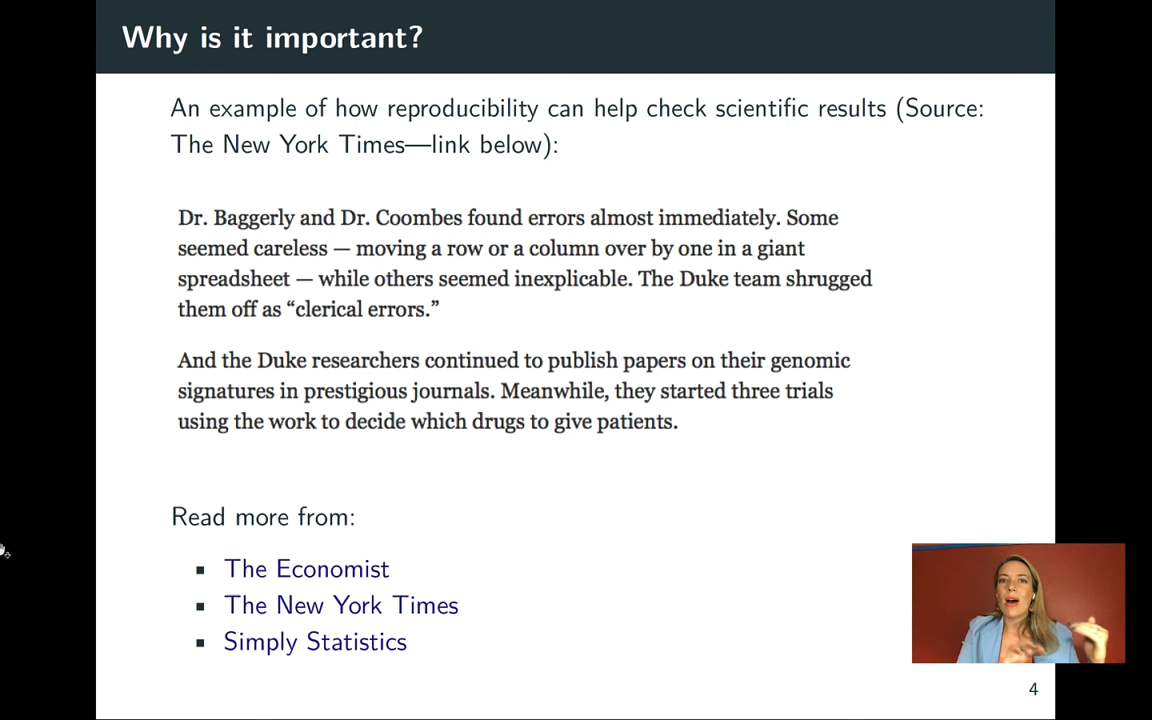 Why is it important?
An example of how reproducibility can help check scientific results (Source:
The New York Times—link below):
Dr. Baggerly and Dr. Coombes found errors almost immediately. Some
seemed careless — moving a row or a column over by one in a giant
spreadsheet — while others seemed inexplicable. The Duke team shrugged
them off as “clerical errors.”
And the Duke researchers continued to publish papers on their genomic
signatures in prestigious journals. Meanwhile, they started three trials
using the work to decide which drugs to give patients.
Read more from:
▪ The Economist
▪ The New York Times
▪ Simply Statistics
4